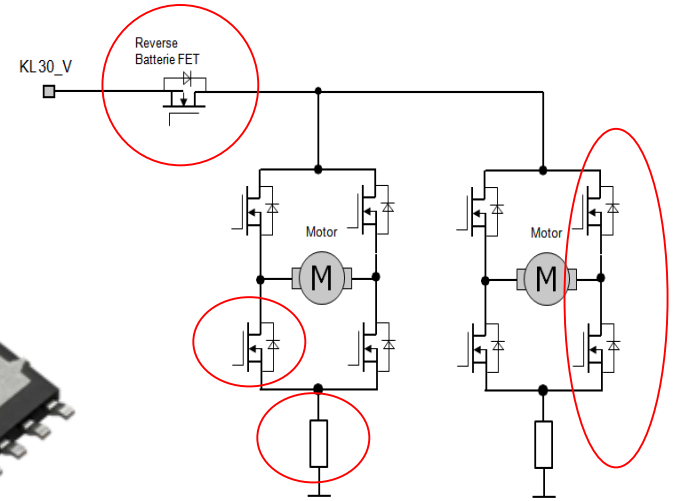 Reverse
Batterie FET
KL30_V
Motor
M
Motor
M